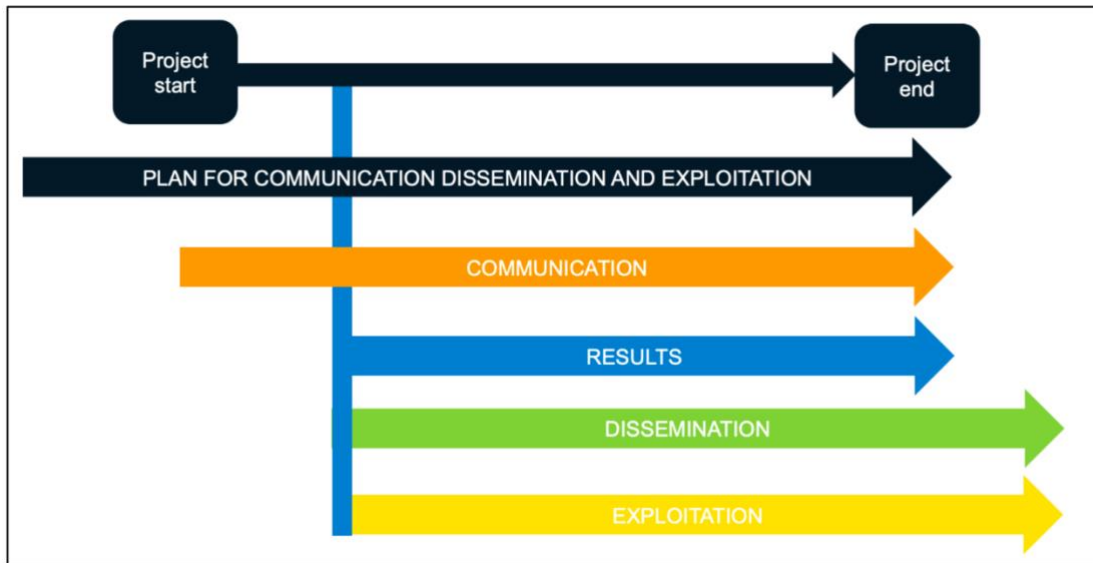 Project
start
Project
end
PLAN FOR COMMUNICATION DISSEMINATION AND EXPLOITATION
COMMUNICATION
RESULTS
DISSEMINATION
EXPLOITATION